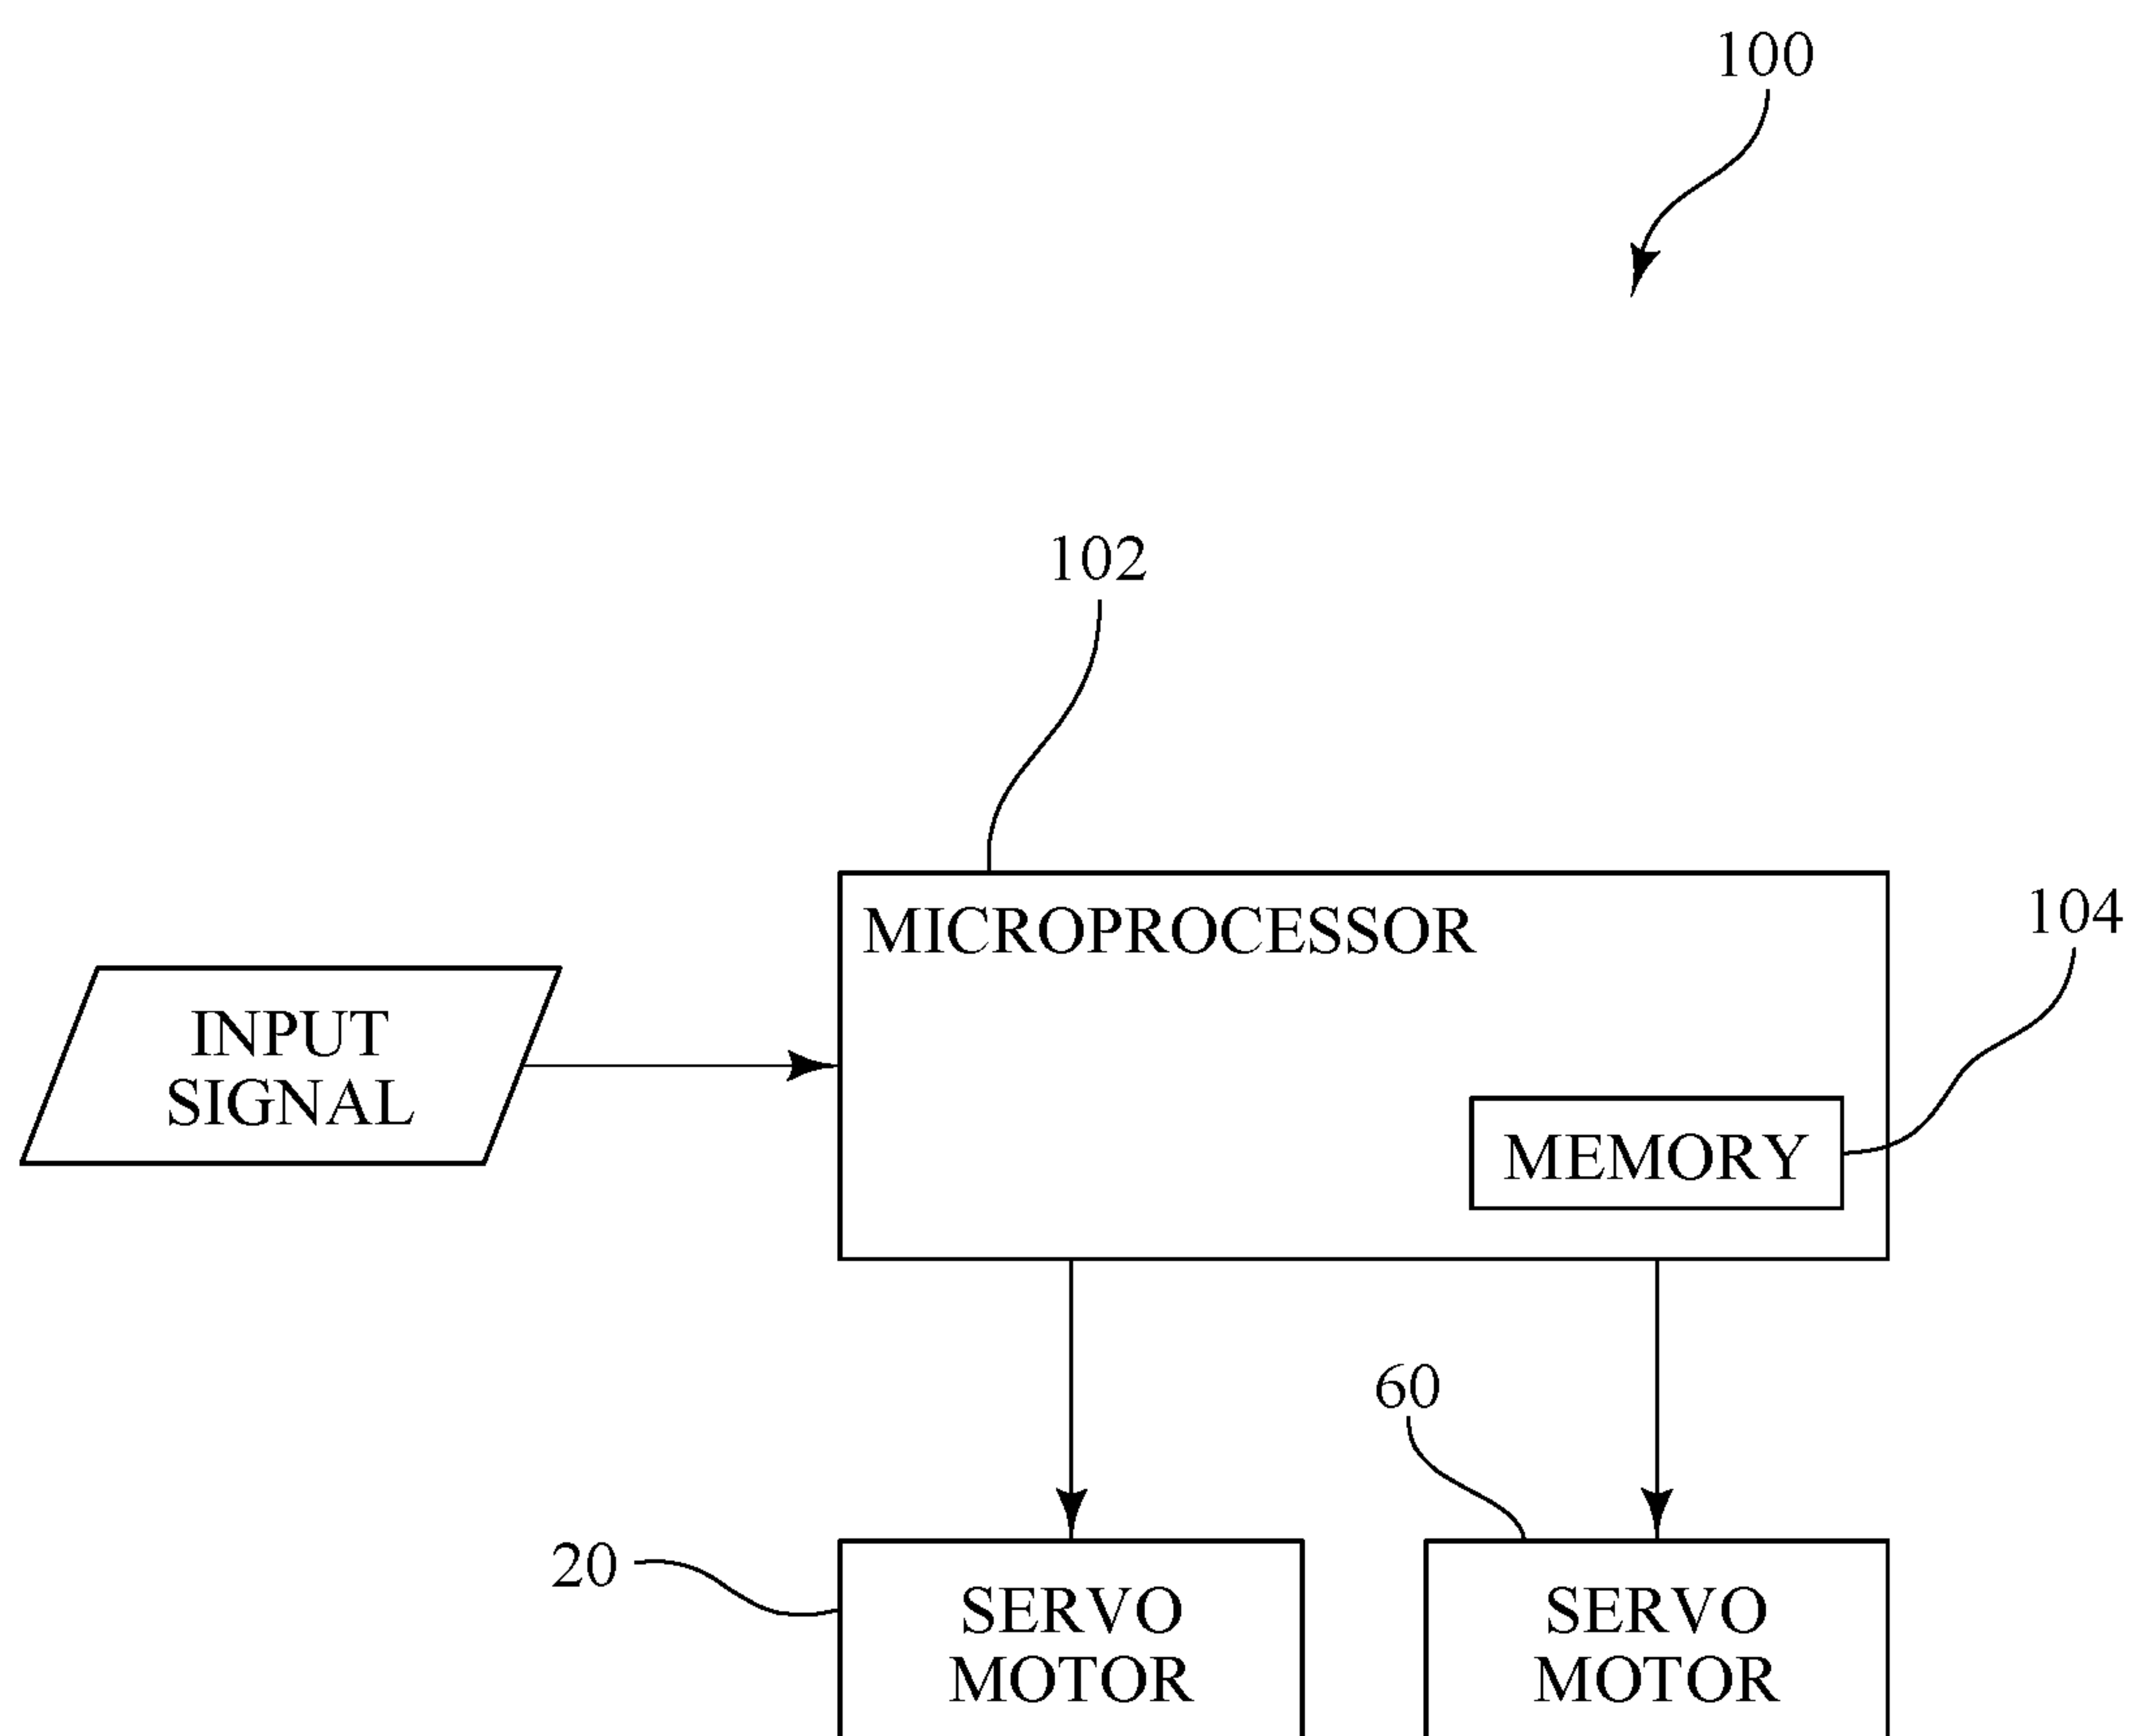 100
102
MICROPROCESSOR
104
INPUT
SIGNAL
MEMORY
60
20
SERVO
MOTOR
SERVO
MOTOR